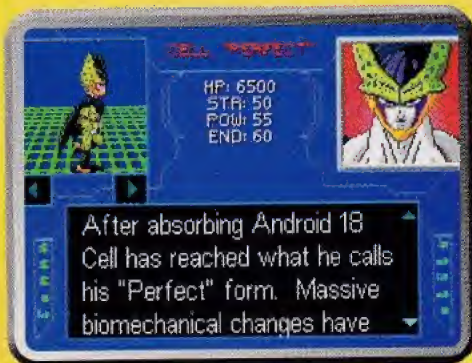 CELL "PERFECT"
HP: 6500
STR: 50
POW: 55
END: 60
After absorbing Android 18
Cell has reached what he calls
his "Perfect" form. Massive
biomechanical changes have